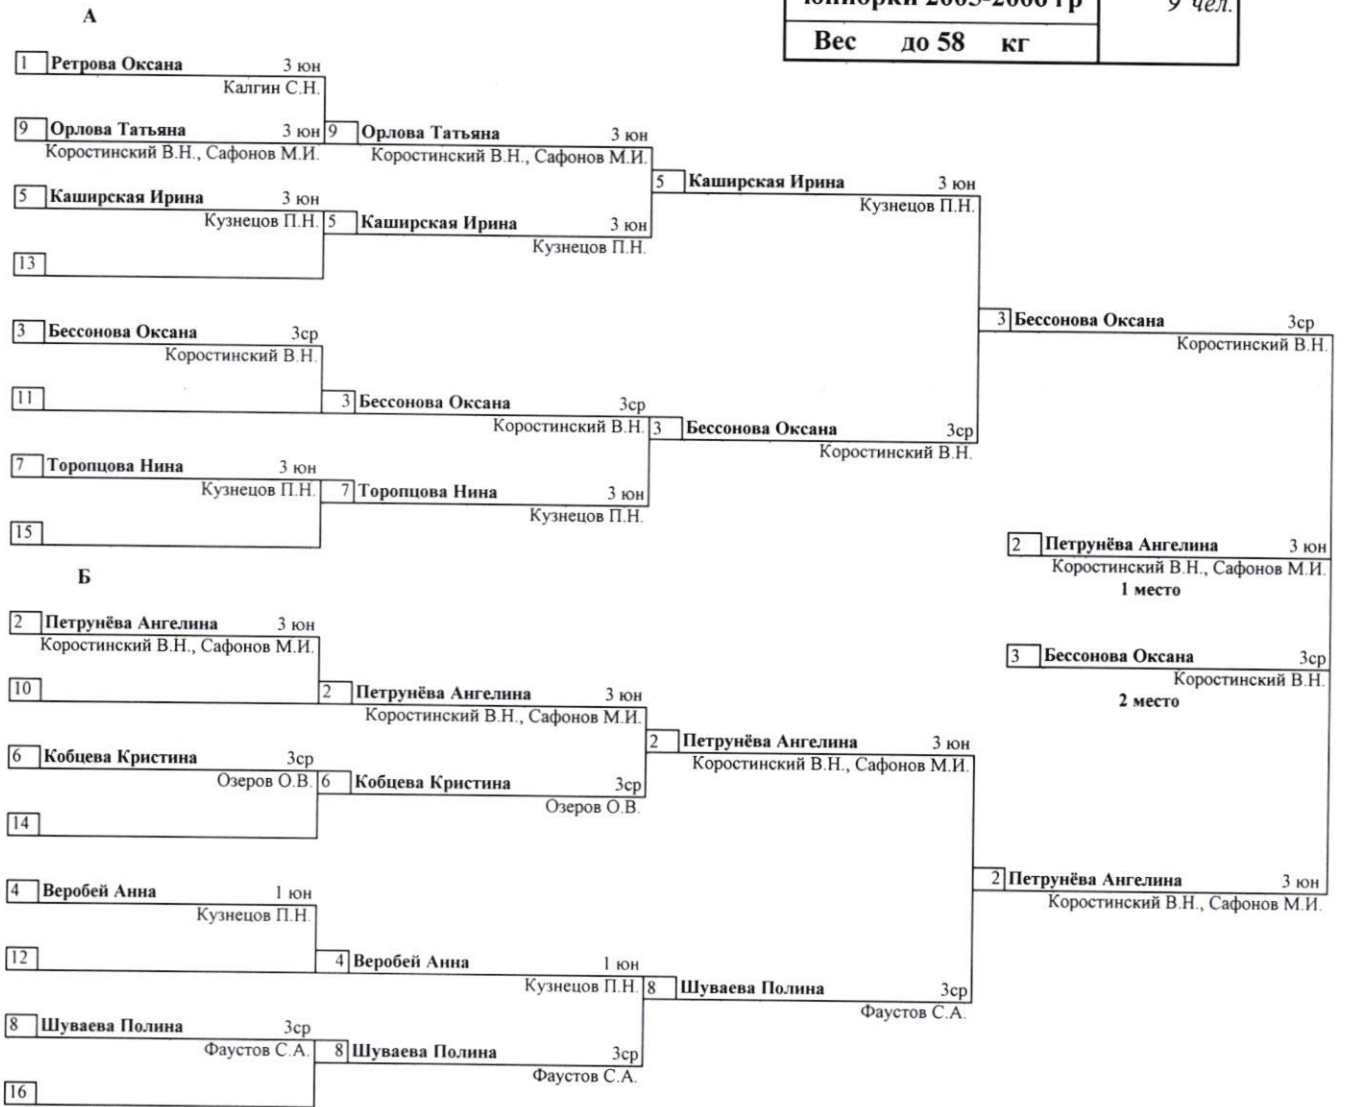 А
юниорки 2005-2006 гр
9 чел.
Вес до 58 кг
1 Ретрова Оксана 3 юн
Калгин С.Н.
9 Орлова Татьяна 3 юн
Коростинский В.Н., Сафонов М.И.
5 Каширская Ирина 3 юн
Кузнецов П.Н.
13
3 Бессонова Оксана 3ср
Коростинский В.Н.
11
7 Торопцова Нина 3 юн
Кузнецов П.Н.
15
9 Орлова Татьяна 3 юн
Коростинский В.Н., Сафонов М.И.
5 Каширская Ирина 3 юн
Кузнецов П.Н.
3 Бессонова Оксана 3ср
Коростинский В.Н.
7 Торопцова Нина 3 юн
Кузнецов П.Н.
5 Каширская Ирина 3 юн
Кузнецов П.Н.
3 Бессонова Оксана 3ср
Коростинский В.Н.
3 Бессонова Оксана 3ср
Коростинский В.Н.
2 Петрунёва Ангелина 3 юн
Коростинский В.Н., Сафонов М.И.
1 место
3 Бессонова Оксана 3ср
Коростинский В.Н.
2 место
Б
2 Петрунёва Ангелина 3 юн
Коростинский В.Н., Сафонов М.И.
10
6 Кобцева Кристина 3ср
Озеров О.В.
14
4 Веробей Анна 1 юн
Кузнецов П.Н.
12
8 Шуваева Полина 3ср
Фаустов С.А.
16
2 Петрунёва Ангелина 3 юн
Коростинский В.Н., Сафонов М.И.
6 Кобцева Кристина 3ср
Озеров О.В.
4 Веробей Анна 1 юн
Кузнецов П.Н.
8 Шуваева Полина 3ср
Фаустов С.А.
2 Петрунёва Ангелина 3 юн
Коростинский В.Н., Сафонов М.И.
8 Шуваева Полина 3ср
Фаустов С.А.
2 Петрунёва Ангелина 3 юн
Коростинский В.Н., Сафонов М.И.